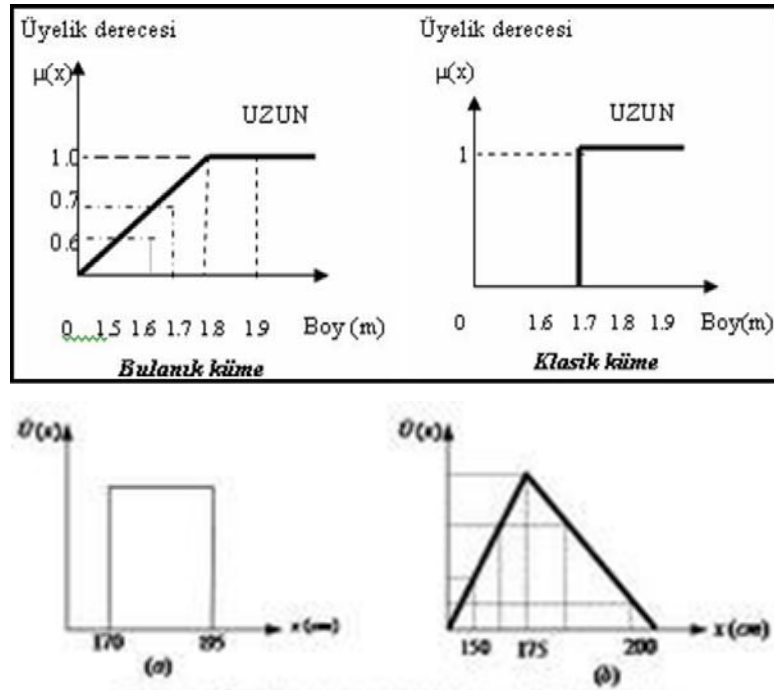 Üyelik derecesi
μ(x)
UZUN
1.0
0.7
0.6
0 1.5 1.6 1.7 1.8 1.9 Boy (m)
Bulanık küme
Üyelik derecesi
μ(x)
UZUN
1
0 1.6 1.7 1.8 1.9 Boy(m)
Klasik küme
Ü(x)
170 195 x (cm)
(a)
Ü(x)
150 175 200 x (cm)
(b)